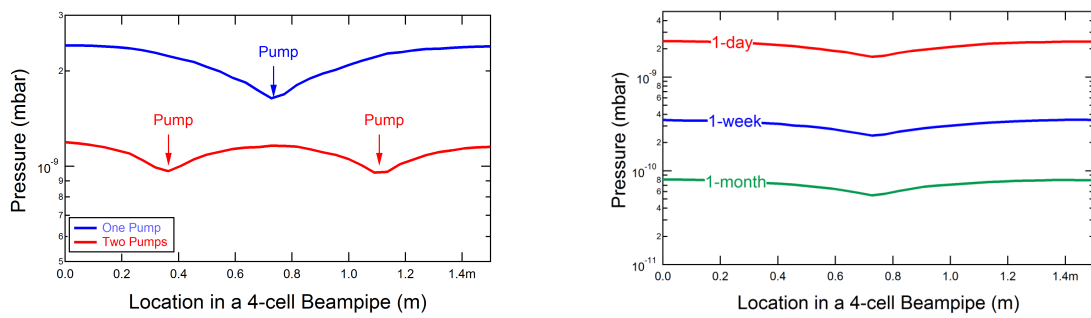 3
2
10-9
9
8
7
6
5
Pressure (mbar)
Pump
Pump
Pump
One Pump
Two Pumps
0.0 0.2 0.4 0.6 0.8 1.0 1.2 1.4m
Location in a 4-cell Beampipe (m)
4
2
10-9
8
6
4
2
10-10
8
6
4
2
10-11
Pressure (mbar)
1-day
1-week
1-month
0.0 0.2 0.4 0.6 0.8 1.0 1.2 1.4m
Location in a 4-cell Beampipe (m)